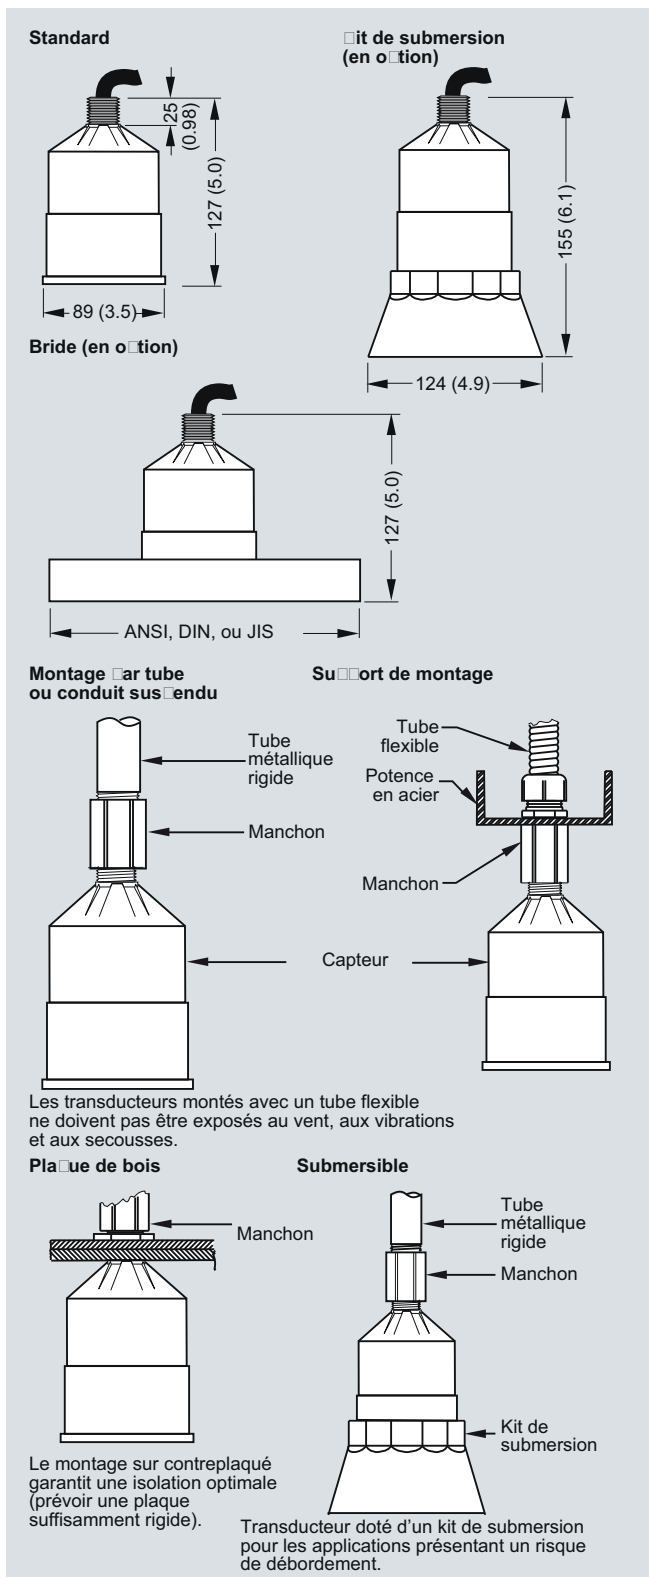 Standard
□it de submersion
(en o□tion)
25
(0.98)
127 (5.0)
155 (6.1)
89 (3.5)
124 (4.9)
Bride (en o□tion)
127 (5.0)
ANSI, DIN, ou JIS
Montage □ar tube
ou conduit sus□endu
Su□□ort de montage
Tube
métallique
rigide
Manchon
Tube
flexible
Potence
en acier
Manchon
Capteur
Les transducteurs montés avec un tube flexible
ne doivent pas être exposés au vent, aux vibrations
et aux secousses.
Pla□ue de bois
Submersible
Manchon
Tube
métallique
rigide
Manchon
Kit de
submersion
Le montage sur contreplaqué
garantit une isolation optimale
(prévoir une plaque
suffisamment rigide).
Transducteur doté d'un kit de submersion
pour les applications présentant un risque
de débordement.